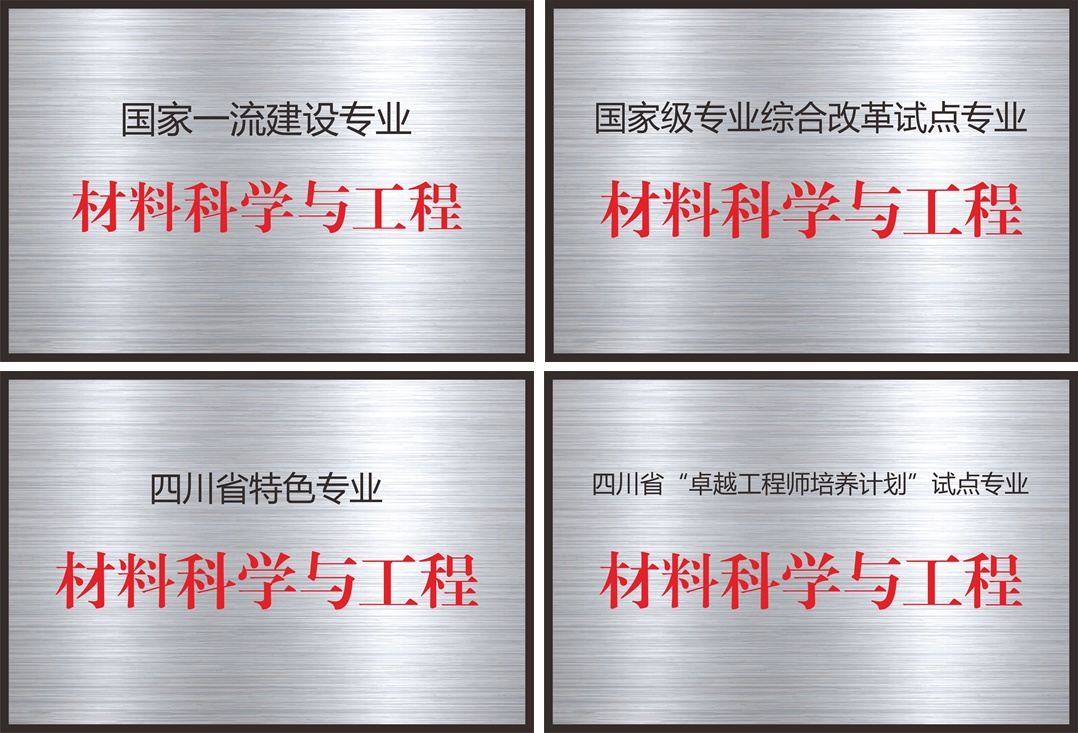 国家一流建设专业
材料科学与工程
国家级专业综合改革试点专业
材料科学与工程
四川省特色专业
材料科学与工程
四川省“卓越工程师培养计划”试点专业
材料科学与工程